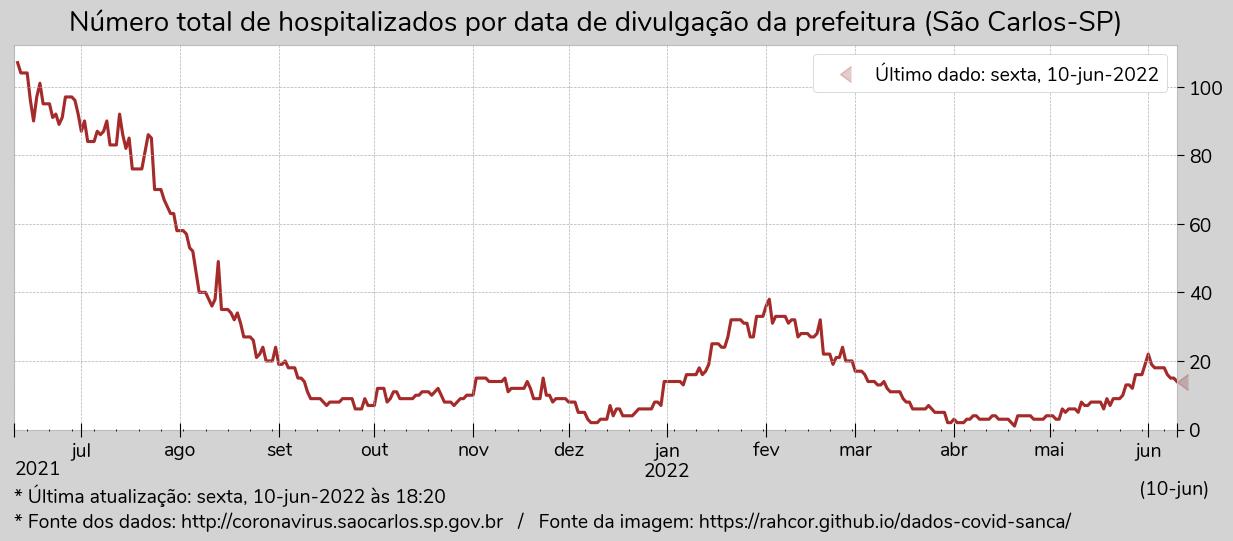 Número total de hospitalizados por data de divulgação da prefeitura (São Carlos-SP)
Último dado: sexta, 10-jun-2022
100
80
60
40
20
0
jul ago set out nov dez jan fev mar abr mai jun
2021 2022
(10-jun)
* Última atualização: sexta, 10-jun-2022 às 18:20
* Fonte dos dados: http://coronavirus.saocarlos.sp.gov.br / Fonte da imagem: https://rahcor.github.io/dados-covid-sanca/